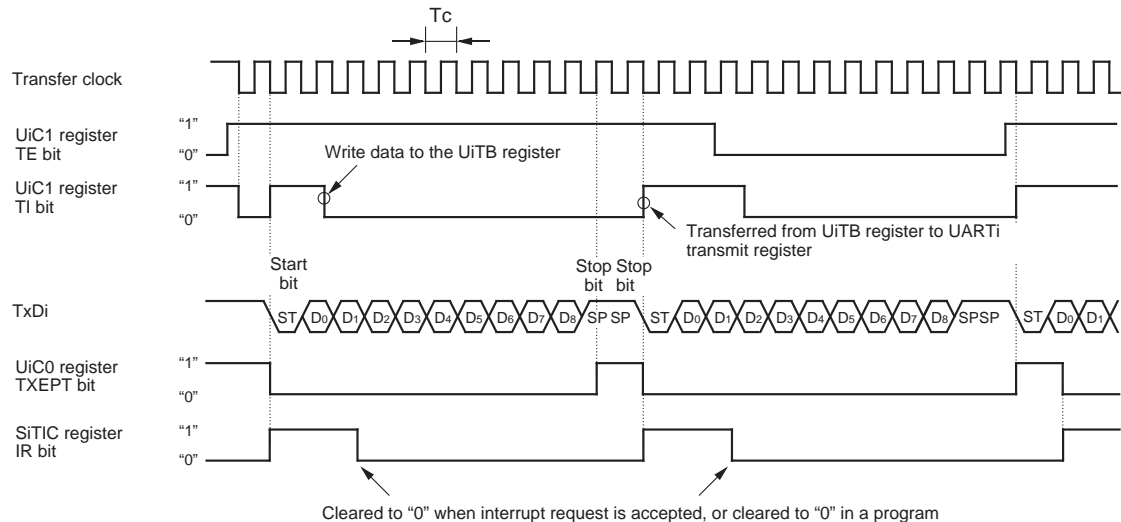 Tc
Transfer clock
UiC1 register
TE bit
“1”
“0”
Write data to the UiTB register
UiC1 register
TI bit
“1”
“0”
Transferred from UiTB register to UARTi
transmit register
Start
bit
Stop Stop
bit bit
TxDi
ST D0 D1 D2 D3 D4 D5 D6 D7 D8 SP SP ST D0 D1 D2 D3 D4 D5 D6 D7 D8 SPSP ST D0 D1
UiC0 register
TXEPT bit
“1”
“0”
SiTIC register
IR bit
“1”
“0”
Cleared to “0” when interrupt request is accepted, or cleared to “0” in a program